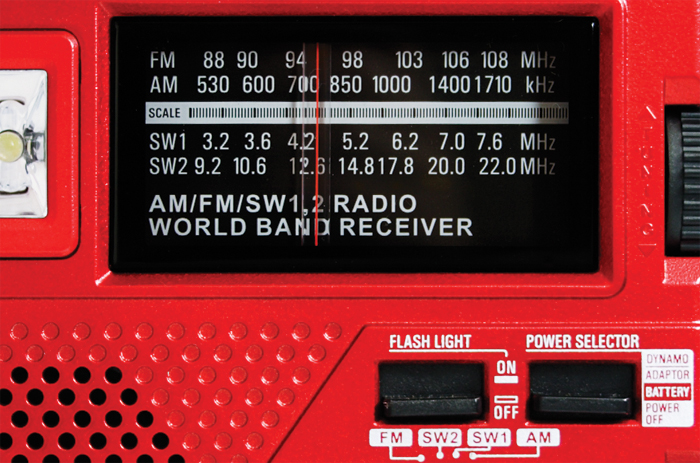 FM 88 90 94 98 103 106 108 MHz
AM 530 600 700 850 1000 1400 1710 kHz
SCALE
SW1 3.2 3.6 4.2 5.2 6.2 7.0 7.6 MHz
SW2 9.2 10.6 12.6 14.8 17.8 20.0 22.0 MHz
AM/FM/SW1,2 RADIO
WORLD BAND RECEIVER
FLASH LIGHT
ON
OFF
POWER SELECTOR
DYNAMO
ADAPTOR
BATTERY
POWER
OFF
FM SW2 SW1 AM